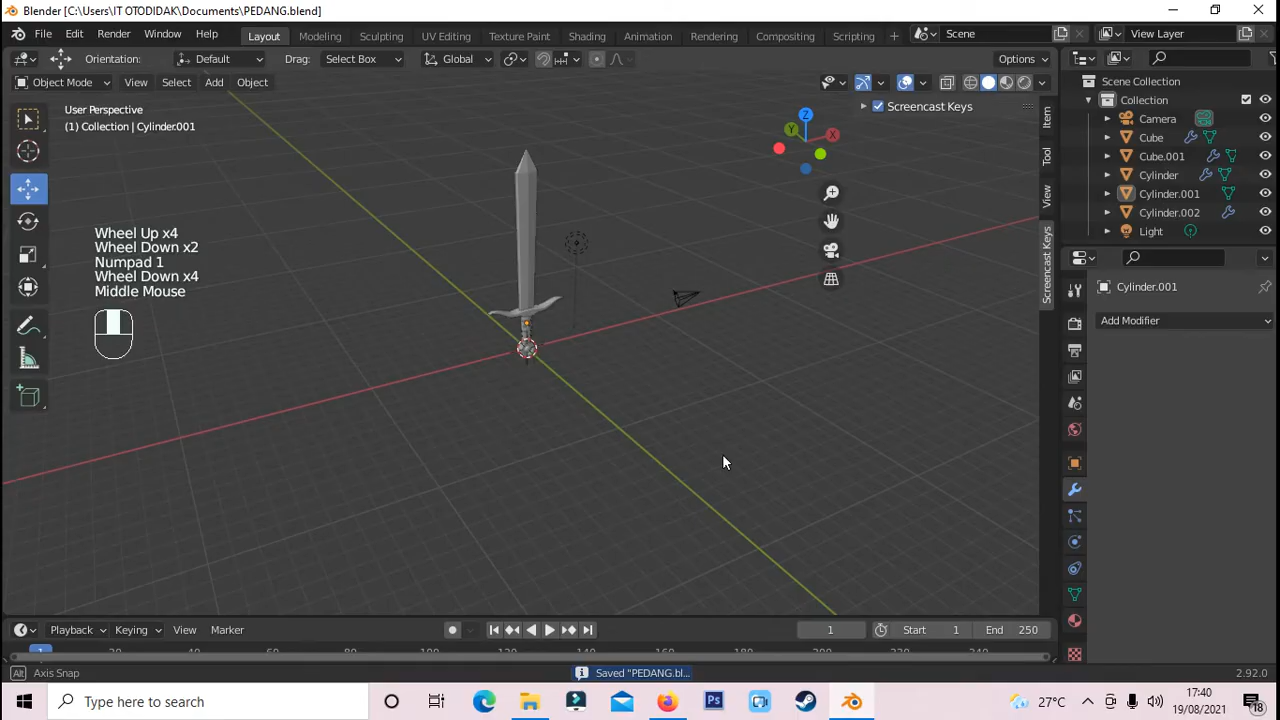 Blender [C:\Users\IT OTODIDAK\Documents\PEDANG.blend]
File Edit Render Window Help Layout Modeling Sculpting UV Editing Texture Paint Shading Animation Rendering Compositing Scripting Scene View Layer
Orientation: Default Drag: Select Box Global Options
Object Mode View Select Add Object
User Perspective
(1) Collection | Cylinder.001
Screencast Keys
Z
Y
X
Item
Tool
View
Screencast Keys
Wheel Up x4
Wheel Down x2
Numpad 1
Wheel Down x4
Middle Mouse
Scene Collection
Collection
Camera
Cube
Cube.001
Cylinder
Cylinder.001
Cylinder.002
Light
Cylinder.001
Add Modifier
Playback Keying View Marker 1 Start 1 End 250
1
Alt Axis Snap Saved "PEDANG.bl... 2.92.0
Type here to search Ps 27°C 17:40
19/08/2021
18